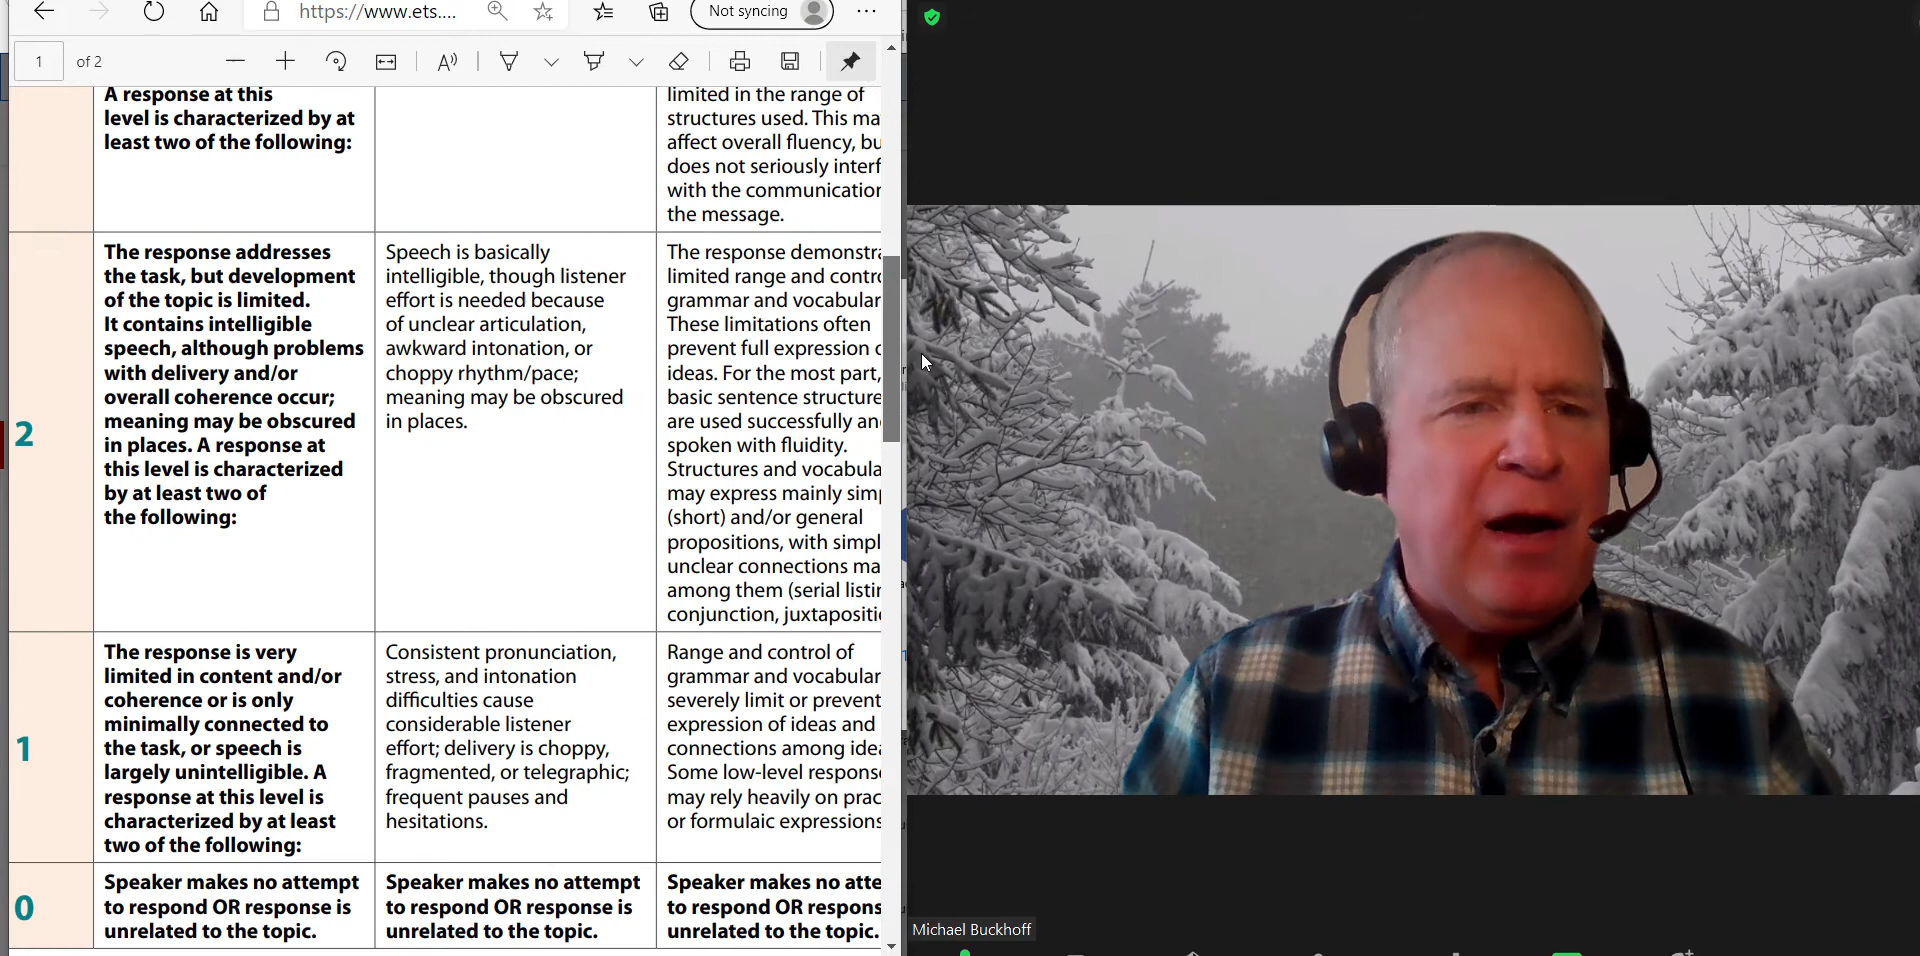 https://www.ets....
Not syncing
1 of 2
A response at this
level is characterized by at
least two of the following:
limited in the range of
structures used. This ma
affect overall fluency, bu
does not seriously interf
with the communication
the message.
2
The response addresses
the task, but development
of the topic is limited.
It contains intelligible
speech, although problems
with delivery and/or
overall coherence occur;
meaning may be obscured
in places. A response at
this level is characterized
by at least two of
the following:
Speech is basically
intelligible, though listener
effort is needed because
of unclear articulation,
awkward intonation, or
choppy rhythm/pace;
meaning may be obscured
in places.
The response demonstra
limited range and contro
grammar and vocabular
These limitations often
prevent full expression o
ideas. For the most part,
basic sentence structure
are used successfully an
spoken with fluidity.
Structures and vocabula
may express mainly simp
(short) and/or general
propositions, with simpl
unclear connections ma
among them (serial listin
conjunction, juxtapositi
1
The response is very
limited in content and/or
coherence or is only
minimally connected to
the task, or speech is
largely unintelligible. A
response at this level is
characterized by at least
two of the following:
Consistent pronunciation,
stress, and intonation
difficulties cause
considerable listener
effort; delivery is choppy,
fragmented, or telegraphic;
frequent pauses and
hesitations.
Range and control of
grammar and vocabular
severely limit or prevent
expression of ideas and
connections among idea
Some low-level response
may rely heavily on prac
or formulaic expressions
0
Speaker makes no attempt
to respond OR response is
unrelated to the topic.
Speaker makes no attempt
to respond OR response is
unrelated to the topic.
Speaker makes no atte
to respond OR respons
unrelated to the topic.
Michael Buckhoff